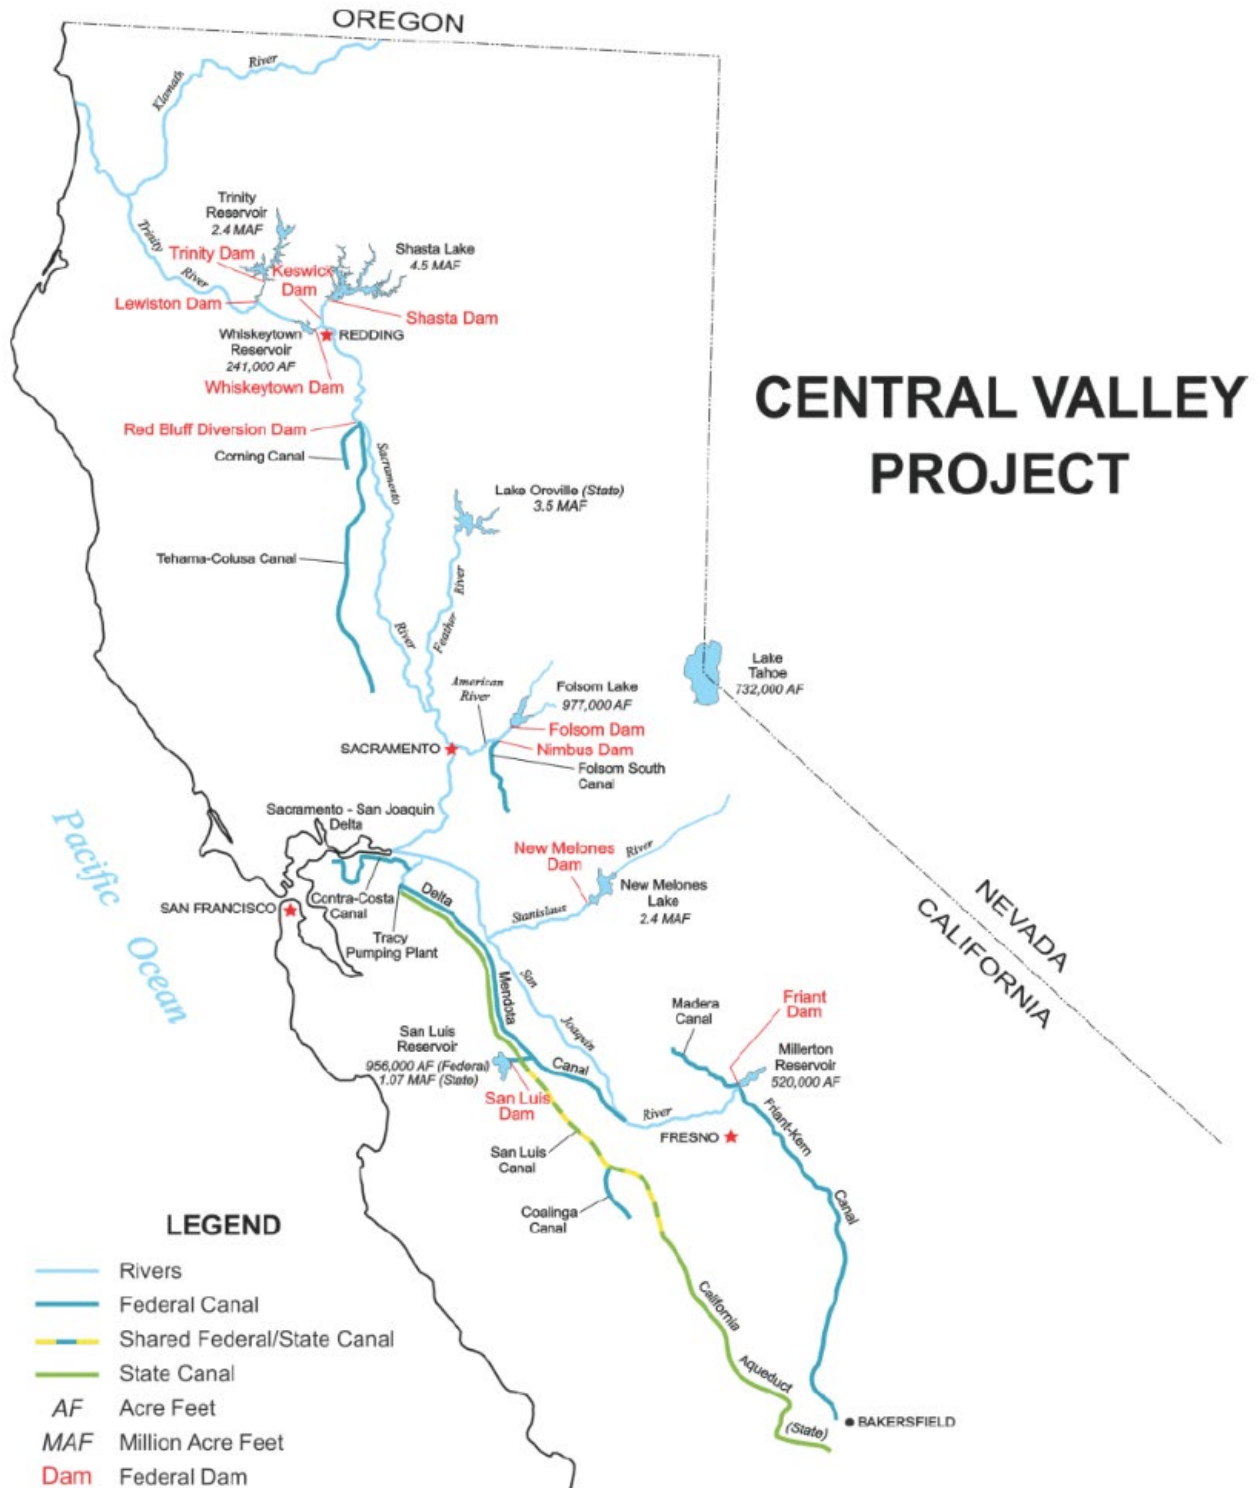 OREGON
Klamath
River
Trinity
Reservoir
2.4 MAF
Trinity
River
Trinity Dam
Keswick
Dam
Shasta Lake
4.5 MAF
Lewiston Dam
Shasta Dam
Whiskeytown
Reservoir
241,000 AF
REDDING
Whiskeytown Dam
CENTRAL VALLEY
PROJECT
Red Bluff Diversion Dam
Corning Canal
Sacramento
River
Lake Oroville (State)
3.5 MAF
Tehama-Colusa Canal
Feather
River
Lake
Tahoe
732,000 AF
American
River
Folsom Lake
977,000 AF
Folsom Dam
SACRAMENTO
Nimbus Dam
Folsom South
Canal
Sacramento - San Joaquin
Delta
Pacific
Ocean
New Melones
Dam
River
New Melones
Lake
2.4 MAF
Stanislaus
NEVADA
CALIFORNIA
SAN FRANCISCO
Contra-Costa
Canal
Delta
Mendota
Canal
Tracy
Pumping Plant
San
Joaquin
River
Madera
Canal
Friant
Dam
Millerton
Reservoir
520,000 AF
San Luis
Reservoir
956,000 AF (Federal)
1.07 MAF (State)
San Luis
Dam
FRESNO
Friant-Kern
Canal
San Luis
Canal
Coalinga
Canal
California
Aqueduct
(State)
BAKERSFIELD
LEGEND
Rivers
Federal Canal
Shared Federal/State Canal
State Canal
AF Acre Feet
MAF Million Acre Feet
Dam Federal Dam